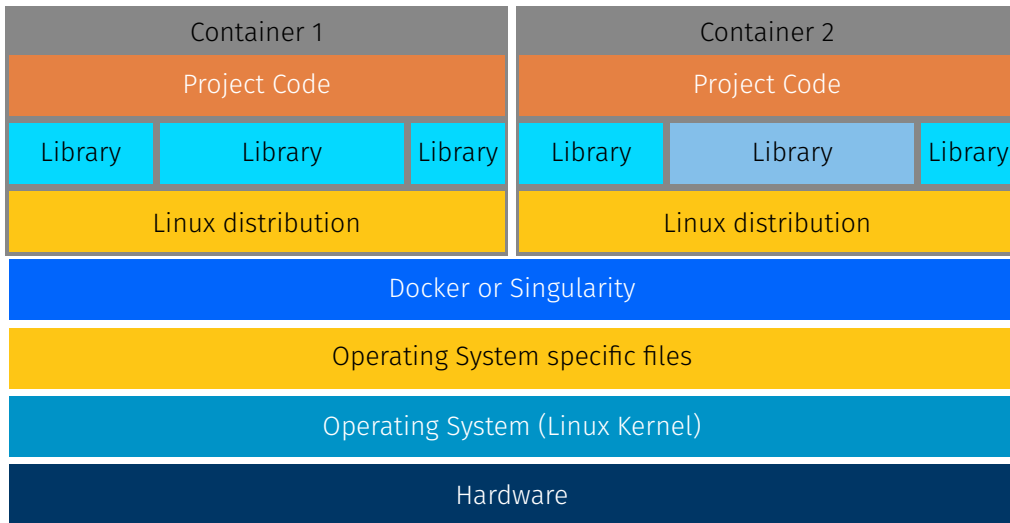 Container 1
Project Code
Library
Library
Library
Linux distribution
Container 2
Project Code
Library
Library
Library
Linux distribution
Docker or Singularity
Operating System specific files
Operating System (Linux Kernel)
Hardware